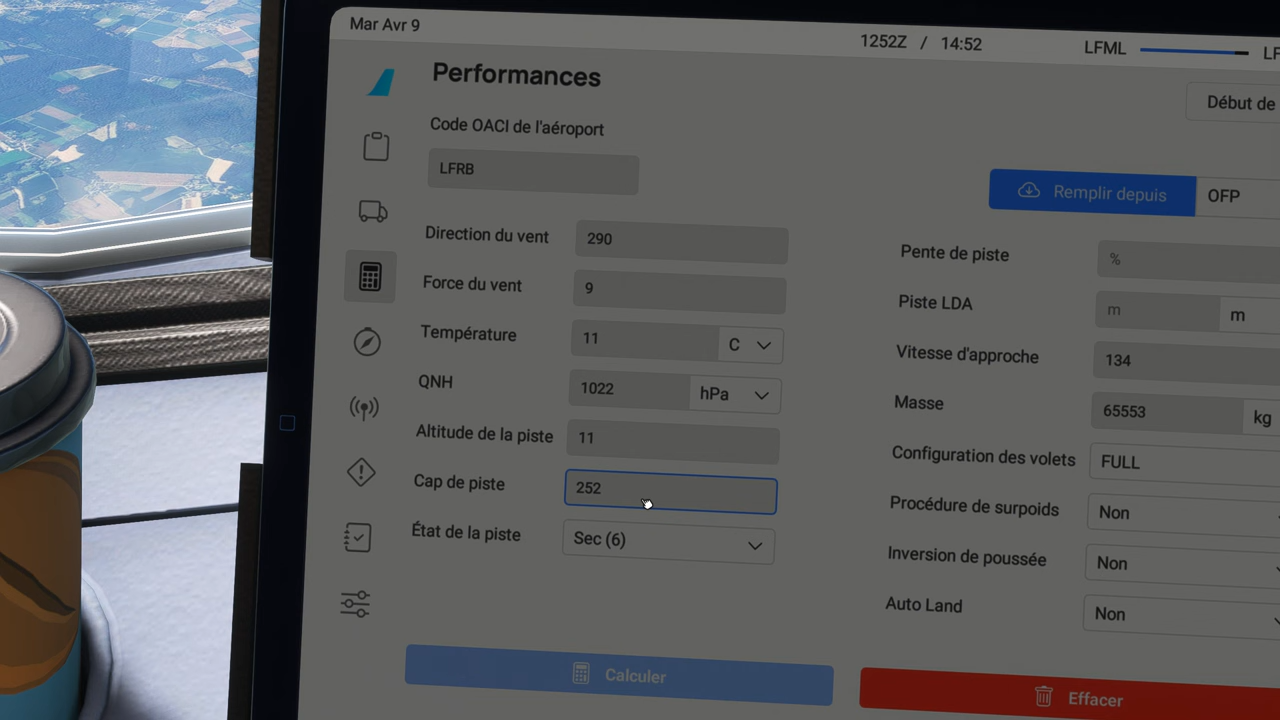 Mar Avr 9
1252Z / 14:52
LFML
Performances
Début de
Code OACI de l'aéroport
LFRB
Remplir depuis
OFP
Direction du vent
290
Force du vent
9
Température
11
C
QNH
1022
hPa
Altitude de la piste
11
Cap de piste
252
État de la piste
Sec (6)
Pente de piste
%
Piste LDA
m
m
Vitesse d'approche
134
Masse
65553
kg
Configuration des volets
FULL
Procédure de surpoids
Non
Inversion de poussée
Non
Auto Land
Non
Calculer
Effacer